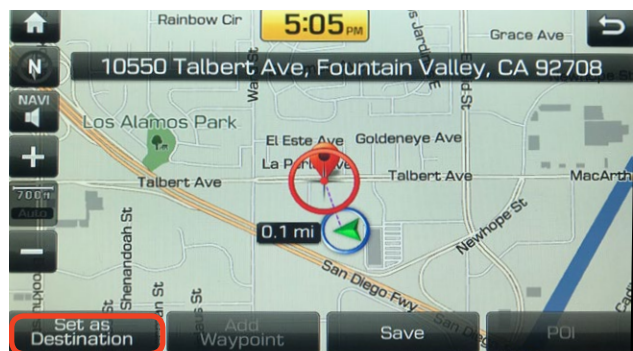 Rainbow Cir
5:05 PM
Grace Ave
N
10550 Talbert Ave, Fountain Valley, CA 92708
NAVI
Los Alamos Park
El Este Ave
Goldeneye Ave
Talbert Ave
Talbert Ave
MacArth
700ft
Auto
Shenandoah St
0.1 mi
Newhope St
San Diego Fwy
Set as
Destination
Add
Waypoint
Save
POI